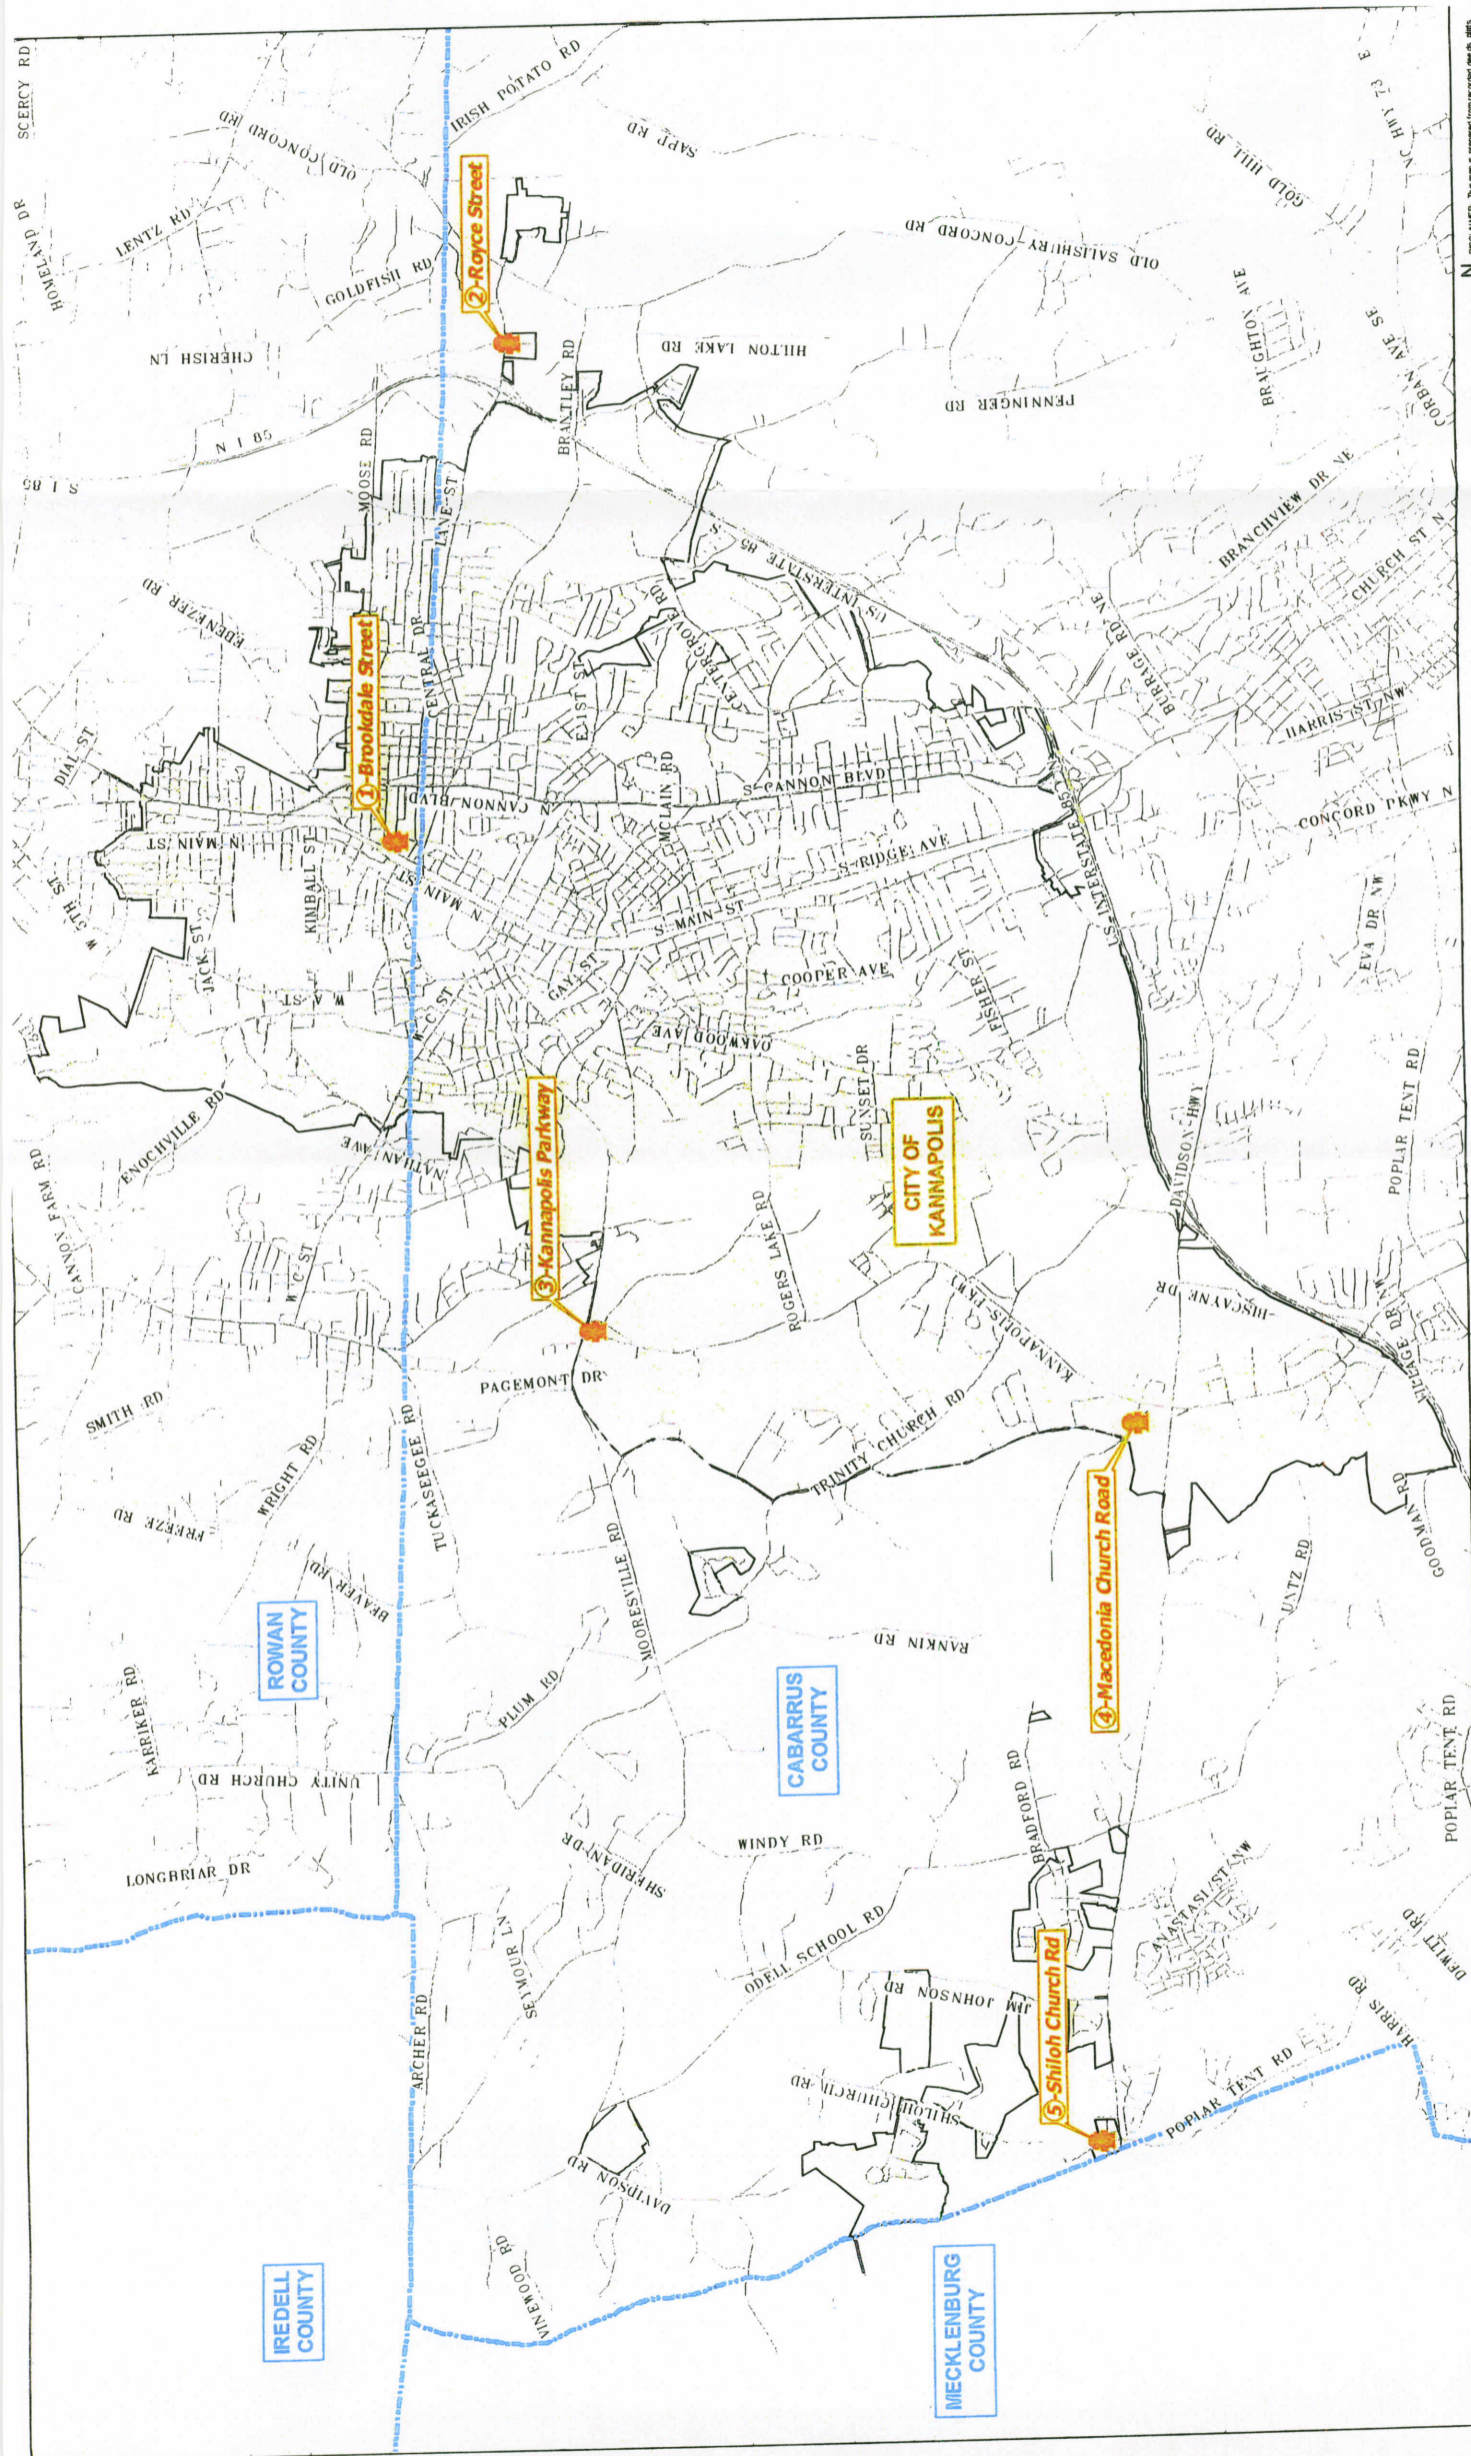 SCERCY RD
HOMELAND DR
LENTZ RD
OLD CONCORD RD
IRISH POTATO RD
GOLDFISH RD
CHERISH LN
②-Royce Street
SAPP RD
GOLD HILL RD
NC HWY 73 E
OLD SALISBURY-CONCORD RD
HILTON LAKE RD
PENNINGER RD
BRAIGHTON AVE
CORBAN AVE SE
S I 85
N I 85
MOOSE RD
LANE ST
BRANTLEY RD
EBENEZER RD
①-Brookdale Street
CENTRAL DR
E 1ST ST
CENTERGROVE RD
US INTERSTATE 85 S
BURRAGE RD NE
BRANCHVIEW DR NE
CHURCH ST N
HARRIS ST NW
DIAL ST
N MAIN ST
KIMBALL ST
N CANNON BLVD
N MAIN ST
MCLAIN RD
S CANNON BLVD
S RIDGE AVE
S MAIN ST
CONCORD PKWY N
W 5TH ST
JACK ST
W A ST
W C ST
GAY ST
COOPER AVE
OAKWOOD AVE
FISHER ST
EVA DR NW
ENOCHVILLE RD
NATHAN AVE
SUNSET DR
CITY OF
KANNAPOLIS
DAVIDSON HWY
POPLAR TENT RD
CANNON FARM RD
W C ST
③-Kannapolis Parkway
ROGERS LAKE RD
KANNAPOLIS PKWY
BISCAYNE DR
VILLAGE DR NW
SMITH RD
WRIGHT RD
FREEZE RD
TUCKASEEGEE RD
PAGEMONT DR
TRINITY CHURCH RD
④-Macedonia Church Road
GOODMAN RD
UNTZ RD
BEAVER RD
ROWAN
COUNTY
MOORESVILLE RD
RANKIN RD
KARRIKER RD
PLUM RD
CABARRUS
COUNTY
UNITY CHURCH RD
BRADFORD RD
POPLAR TENT RD
LONGBRIAR DR
SHERIDAN DR
WINDY RD
ANASTASI ST NW
SEYMOUR LN
ODELL SCHOOL RD
JIM JOHNSON RD
DEWITT RD
ARCHER RD
⑤-Shiloh Church Rd
HARRIS RD
SHILOH CHURCH RD
POPLAR TENT RD
DAVIDSON RD
VINEWOOD RD
IREDELL
COUNTY
MECKLENBURG
COUNTY
N